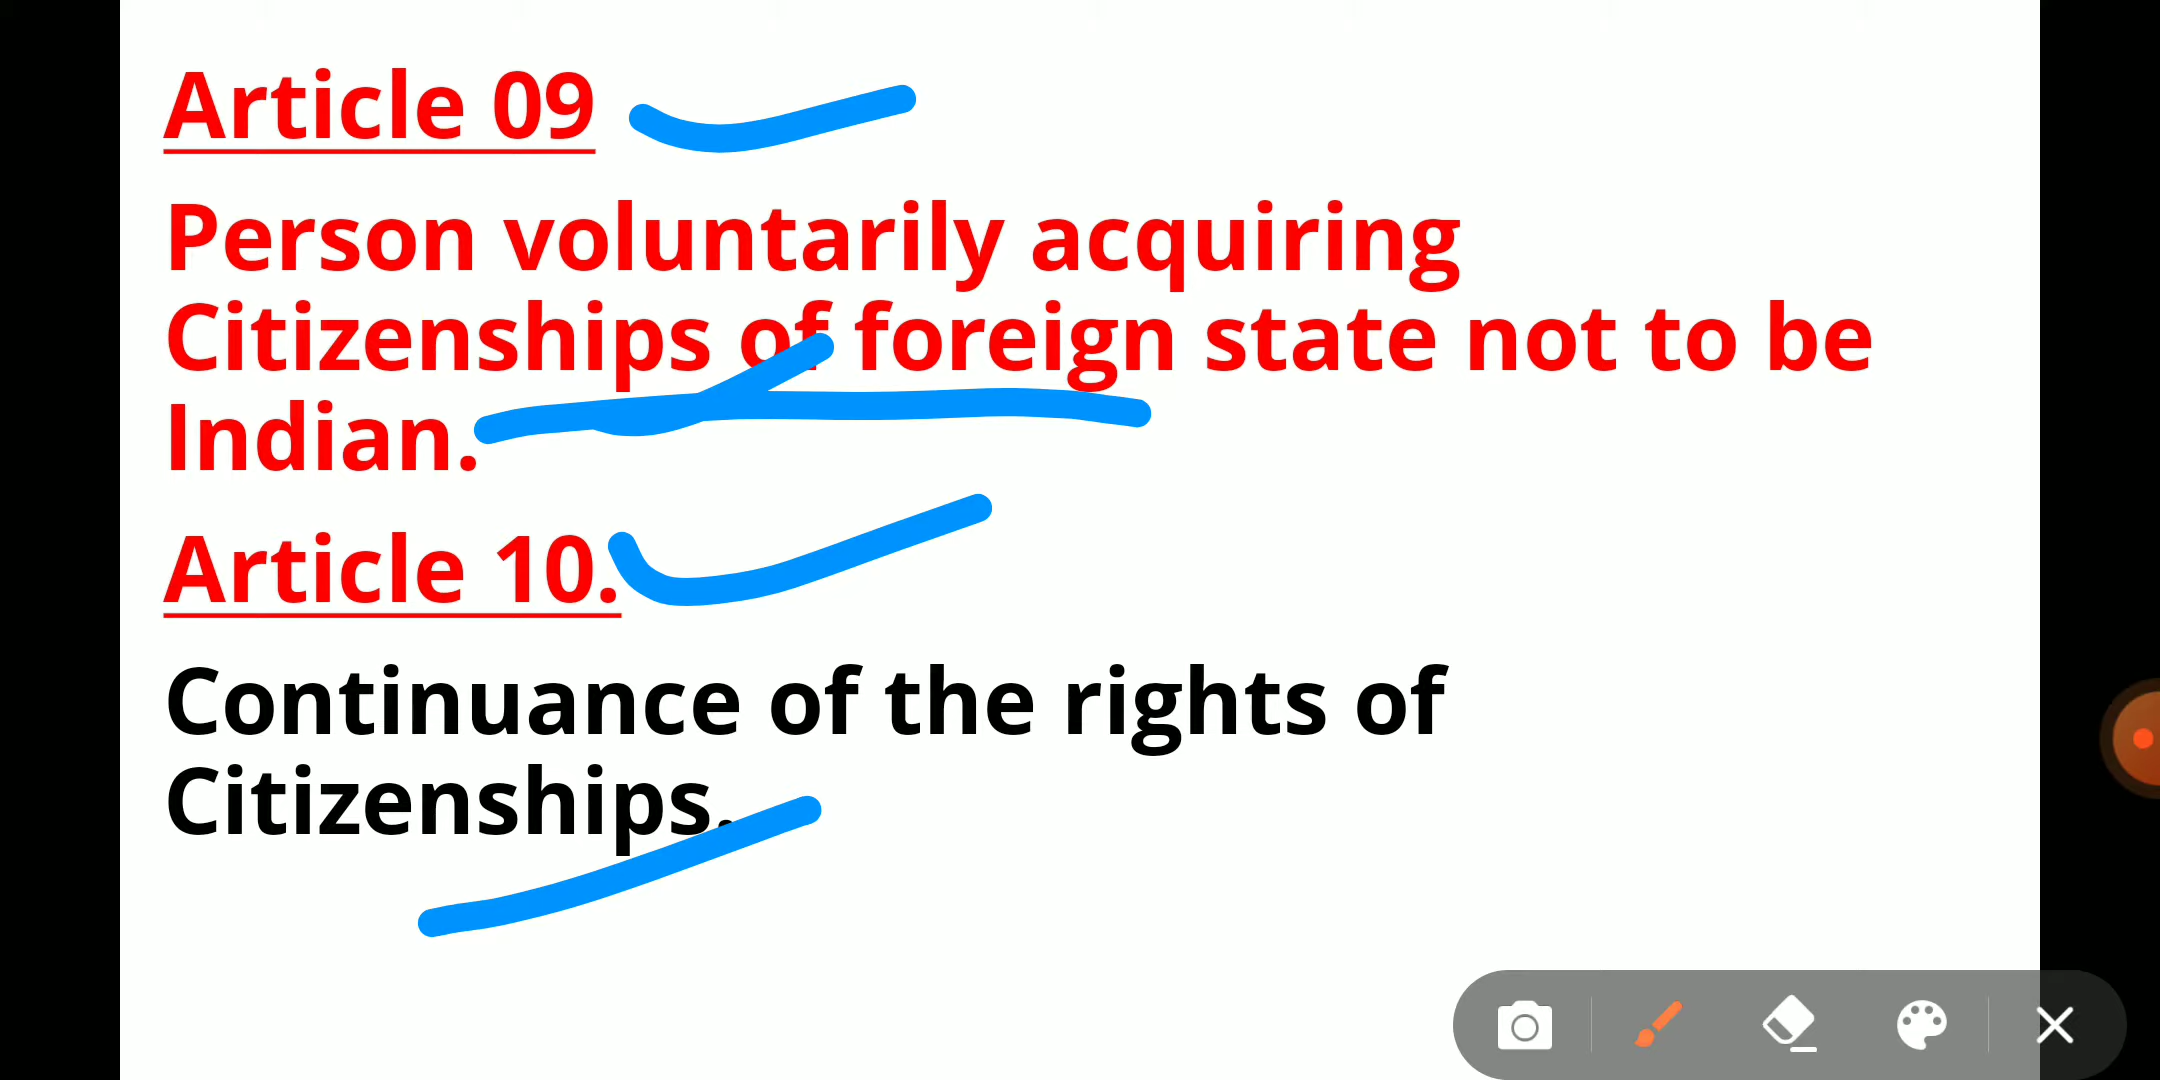 Article 09
Person voluntarily acquiring
Citizenships of foreign state not to be
Indian.
Article 10.
Continuance of the rights of
Citizenships.